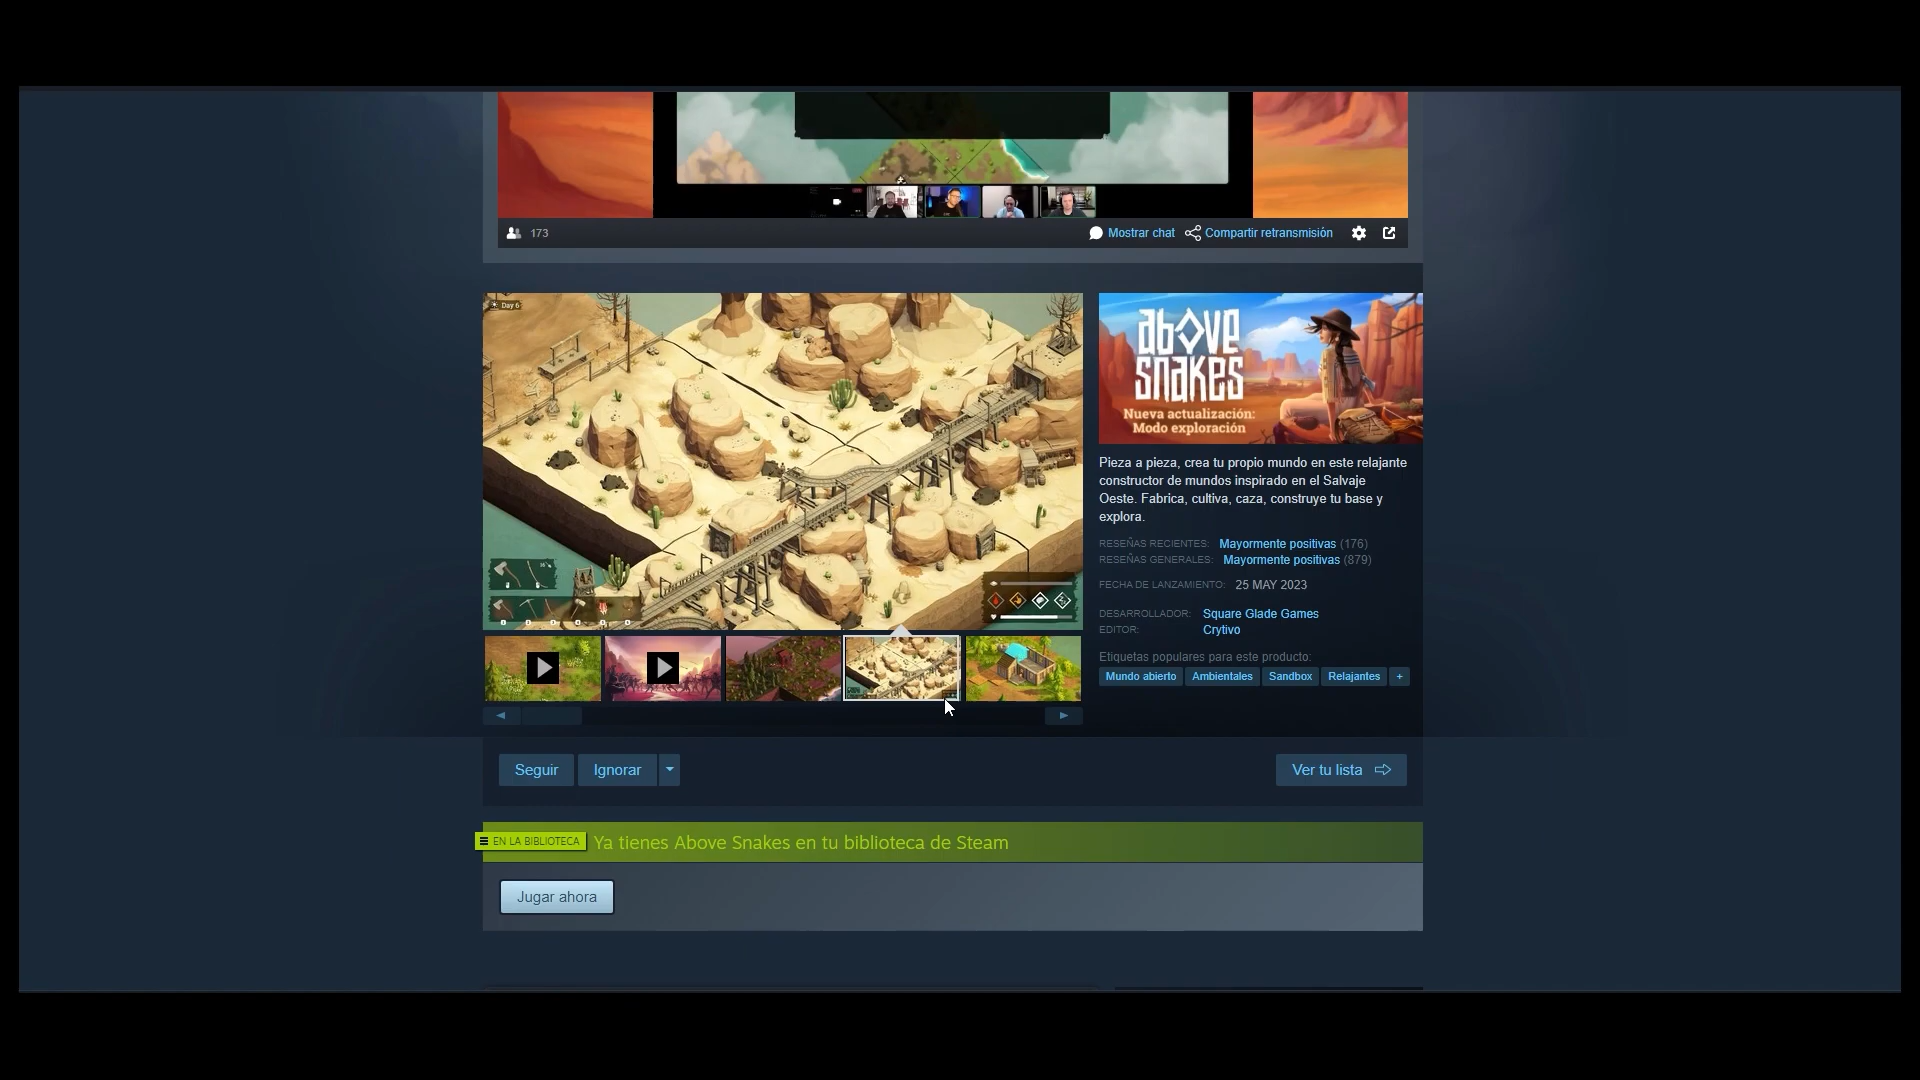 173
Mostrar chat
Compartir retransmisión
Day 6
above
snakes
Nueva actualización:
Modo exploración
Pieza a pieza, crea tu propio mundo en este relajante
constructor de mundos inspirado en el Salvaje
Oeste. Fabrica, cultiva, caza, construye tu base y
explora.
RESEÑAS RECIENTES: Mayormente positivas (176)
RESEÑAS GENERALES: Mayormente positivas (879)
FECHA DE LANZAMIENTO: 25 MAY 2023
DESARROLLADOR: Square Glade Games
EDITOR: Crytivo
Etiquetas populares para este producto:
Mundo abierto Ambientales Sandbox Relajantes +
Seguir Ignorar
Ver tu lista
EN LA BIBLIOTECA Ya tienes Above Snakes en tu biblioteca de Steam
Jugar ahora